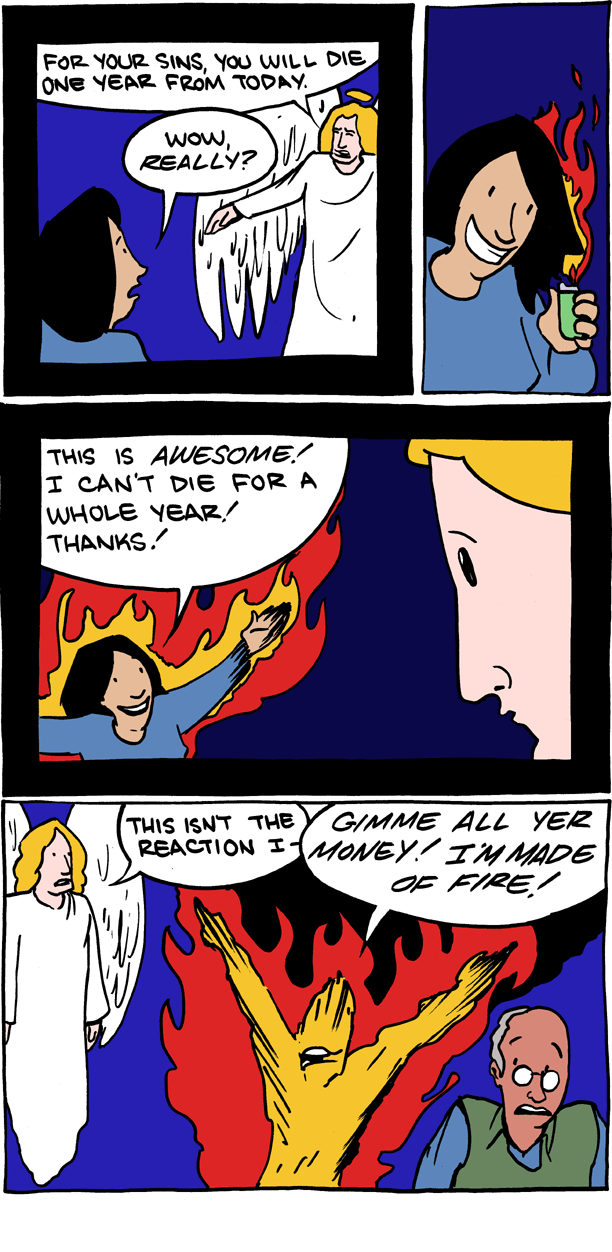 FOR YOUR SINS, YOU WILL DIE
ONE YEAR FROM TODAY.
WOW,
REALLY?
THIS IS AWESOME!
I CAN'T DIE FOR A
WHOLE YEAR!
THANKS!
THIS ISN'T THE
REACTION I-
GIMME ALL YER
MONEY! I'M MADE
OF FIRE!